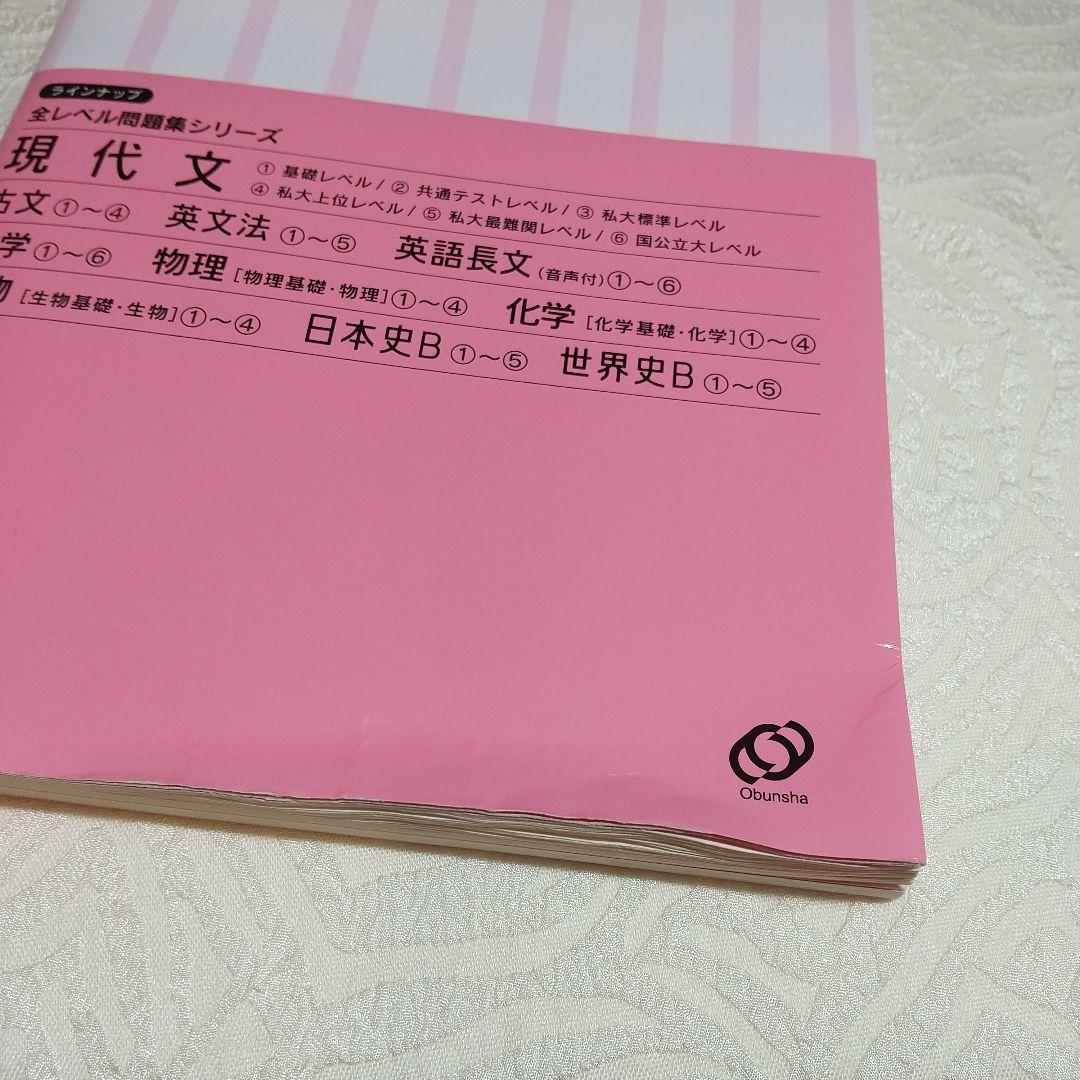 ラインナップ
全レベル問題集シリーズ
現代文 ① 基礎レベル / ② 共通テストレベル / ③ 私大標準レベル
④ 私大上位レベル / ⑤ 私大最難関レベル / ⑥ 国公立大レベル
古文 ①～④ 英文法 ①～⑤ 英語長文 (音声付) ①～⑥
学 ①～⑥ 物理 [物理基礎・物理] ①～④ 化学 [化学基礎・化学] ①～④
物 [生物基礎・生物] ①～④ 日本史B ①～⑤ 世界史B ①～⑤
Obunsha